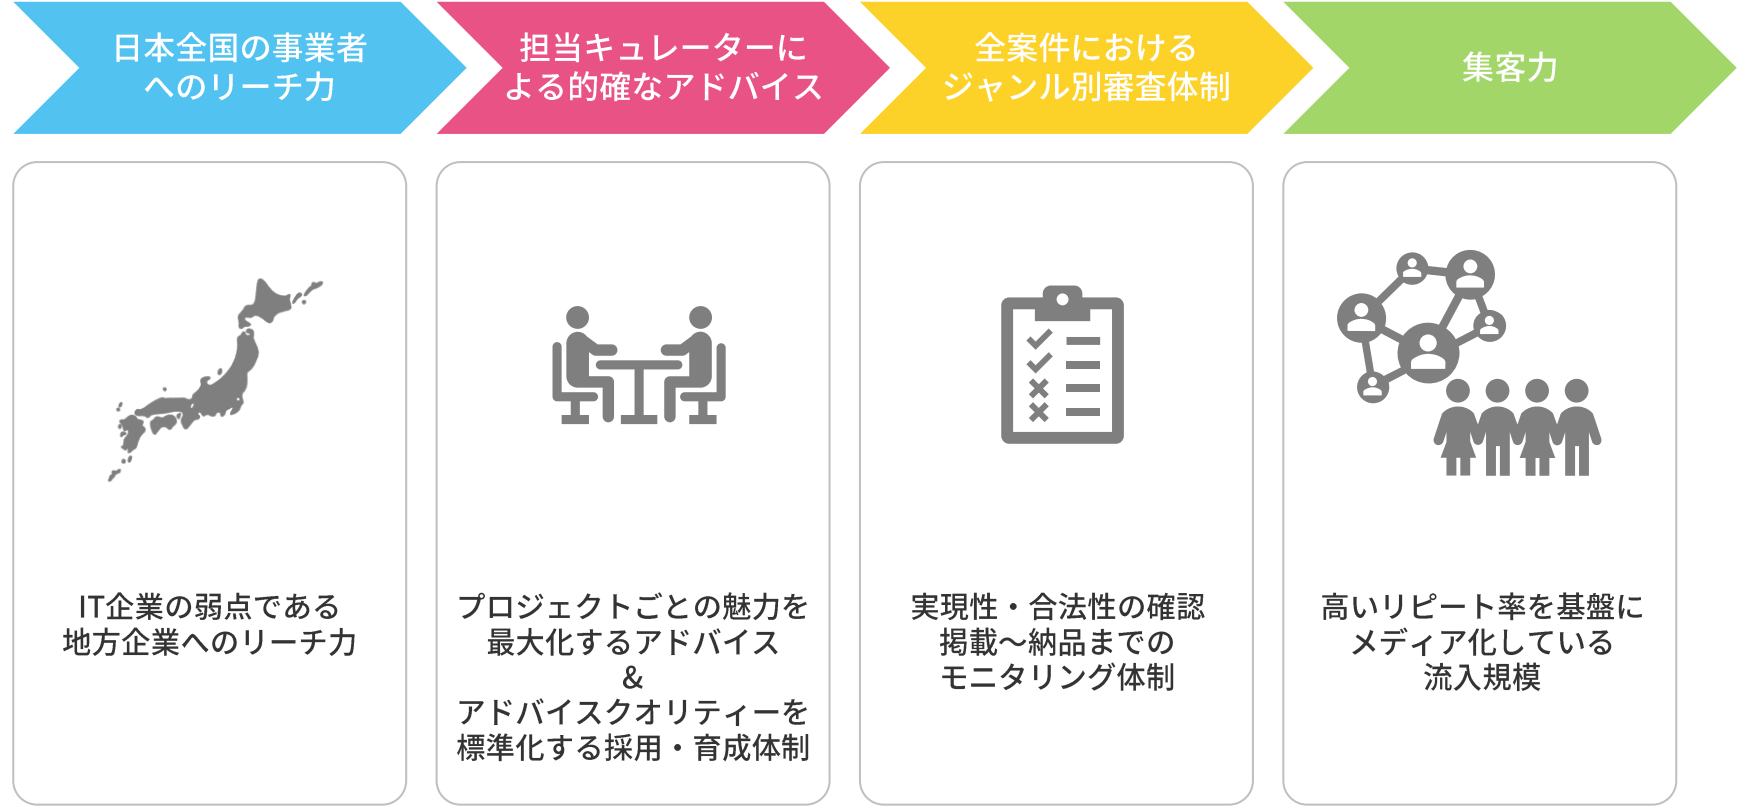 日本全国の事業者
へのリーチ力
担当キュレーターに
よる的確なアドバイス
全案件における
ジャンル別審査体制
集客力
IT企業の弱点である
地方企業へのリーチ力
プロジェクトごとの魅力を
最大化するアドバイス
&
アドバイスクオリティーを
標準化する採用・育成体制
実現性・合法性の確認
掲載～納品までの
モニタリング体制
高いリピート率を基盤に
メディア化している
流入規模